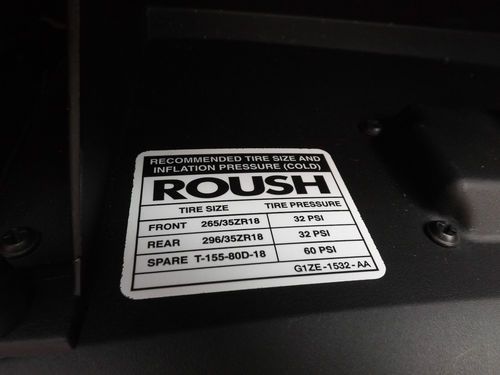 RECOMMENDED TIRE SIZE AND
INFLATION PRESSURE (COLD)
ROUSH
TIRE SIZE TIRE PRESSURE
FRONT 265/35ZR18 32 PSI
REAR 296/35ZR18 32 PSI
SPARE T-155-80D-18 60 PSI
G1ZE-1532-AA